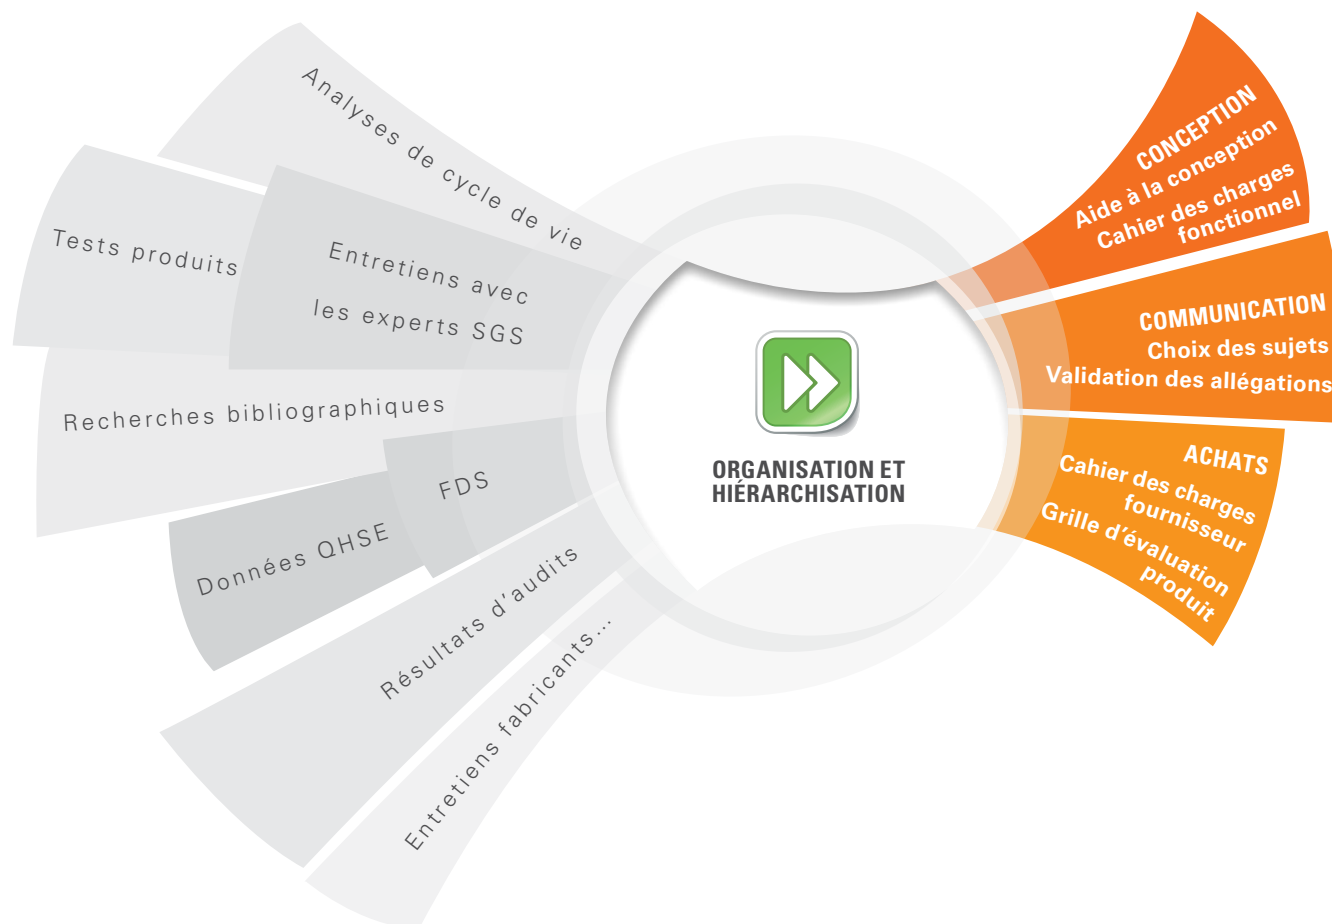 Analyses de cycle de vie
Tests produits
Entretiens avec
les experts SGS
Recherches bibliographiques
FDS
Données QHSE
Résultats d'audits
Entretiens fabricants...
ORGANISATION ET
HIÉRARCHISATION
CONCEPTION
Aide à la conception
Cahier des charges
fonctionnel
COMMUNICATION
Choix des sujets
Validation des allégations
ACHATS
Cahier des charges
fournisseur
Grille d'évaluation
produit